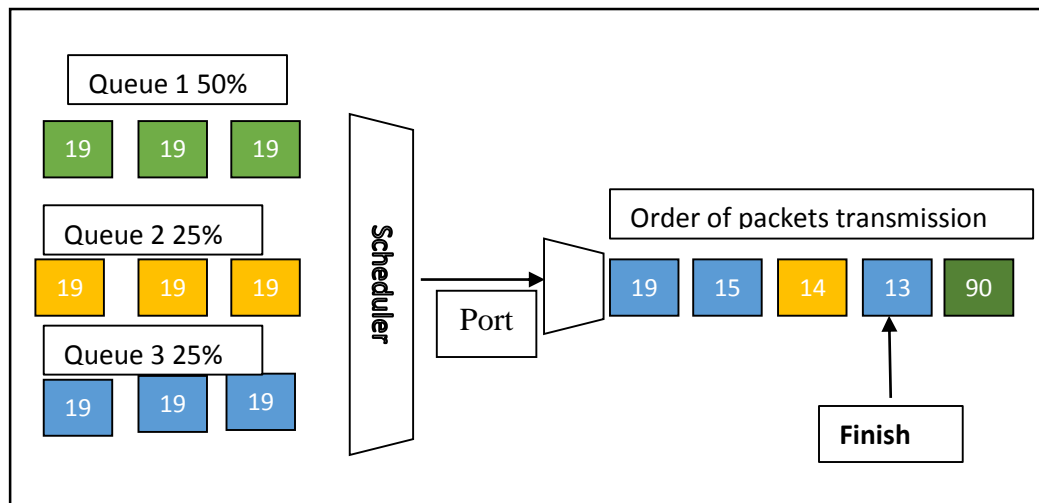 Queue 1 50%
19 19 19
Queue 2 25%
19 19 19
Queue 3 25%
19 19 19
Scheduler
Port
Order of packets transmission
19 15 14 13 90
Finish